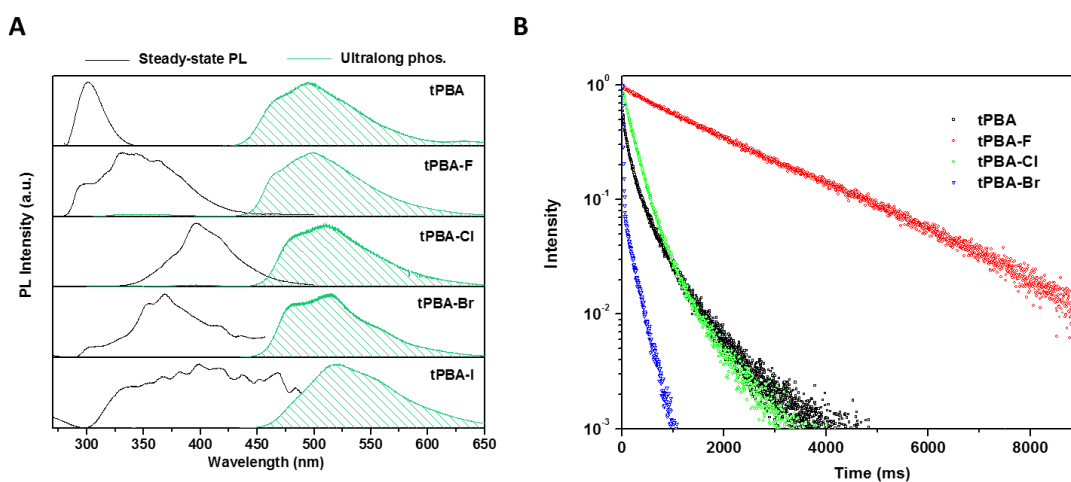 A
Steady-state PL
Ultralong phos.
tPBA
tPBA-F
tPBA-Cl
tPBA-Br
tPBA-I
PL Intensity (a.u.)
300 350 400 450 500 550 600 650
Wavelength (nm)
B
10^0
10^-1
10^-2
10^-3
Intensity
tPBA
tPBA-F
tPBA-Cl
tPBA-Br
0 2000 4000 6000 8000
Time (ms)